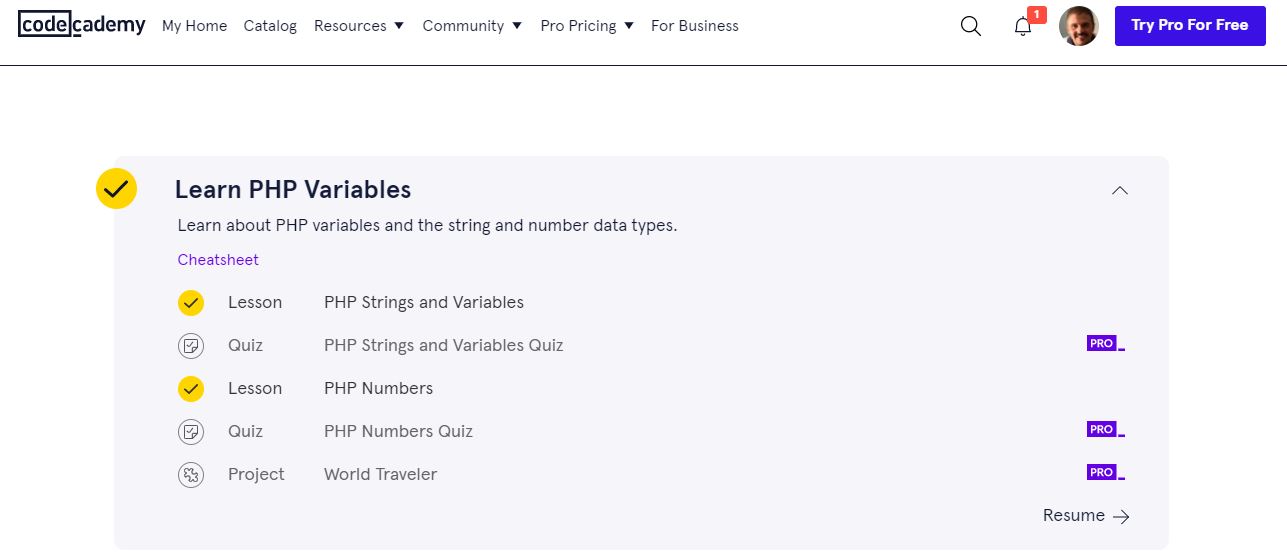 codecademy My Home Catalog Resources Community Pro Pricing For Business 1 Try Pro For Free
Learn PHP Variables
Learn about PHP variables and the string and number data types.
Cheatsheet
Lesson PHP Strings and Variables
Quiz PHP Strings and Variables Quiz PRO
Lesson PHP Numbers
Quiz PHP Numbers Quiz PRO
Project World Traveler PRO
Resume